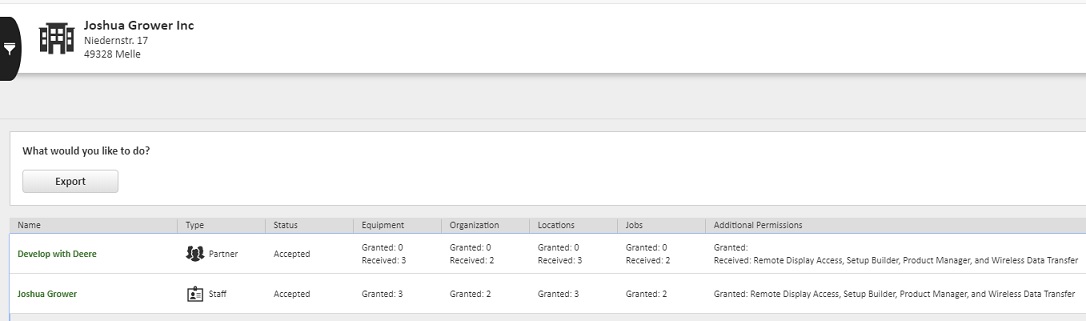 Joshua Grower Inc
Niedernstr. 17
49328 Melle
What would you like to do?
Export
Name Type Status Equipment Organization Locations Jobs Additional Permissions
Develop with Deere Partner Accepted Granted: 0 Granted: 0 Granted: 0 Granted: 0 Granted:
Received: 3 Received: 2 Received: 3 Received: 2 Received: Remote Display Access, Setup Builder, Product Manager, and Wireless Data Transfer
Joshua Grower Staff Accepted Granted: 3 Granted: 2 Granted: 3 Granted: 2 Granted: Remote Display Access, Setup Builder, Product Manager, and Wireless Data Transfer